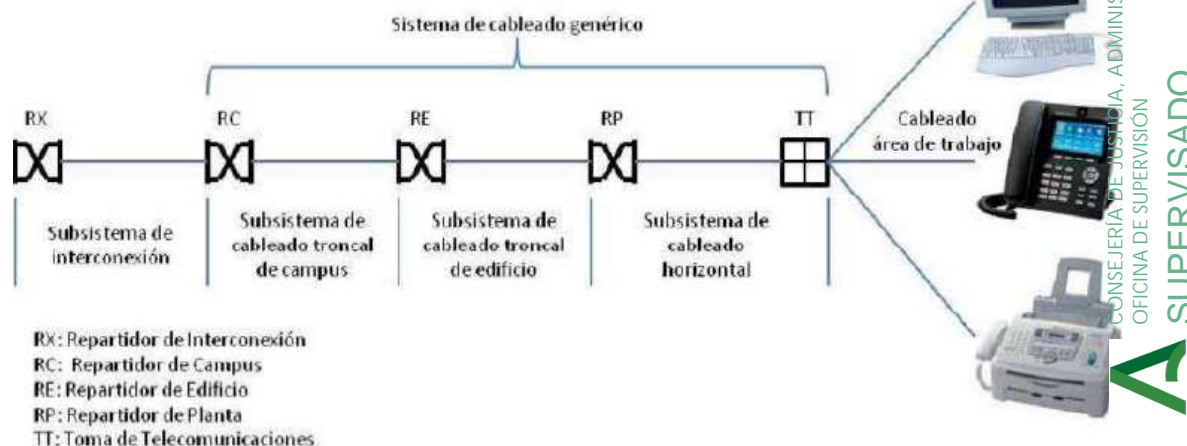 Sistema de cableado genérico
RX
RC
RE
RP
TT
Cableado
área de trabajo
Subsistema de
interconexión
Subsistema de
cableado troncal
de campus
Subsistema de
cableado troncal
de edificio
Subsistema de
cableado
horizontal
RX: Repartidor de Interconexión
RC: Repartidor de Campus
RE: Repartidor de Edificio
RP: Repartidor de Planta
TT: Toma de Telecomunicaciones
CONSEJERÍA DE JUSTICIA,
OFICINA DE SUPERVISIÓN
SUPERVISADO